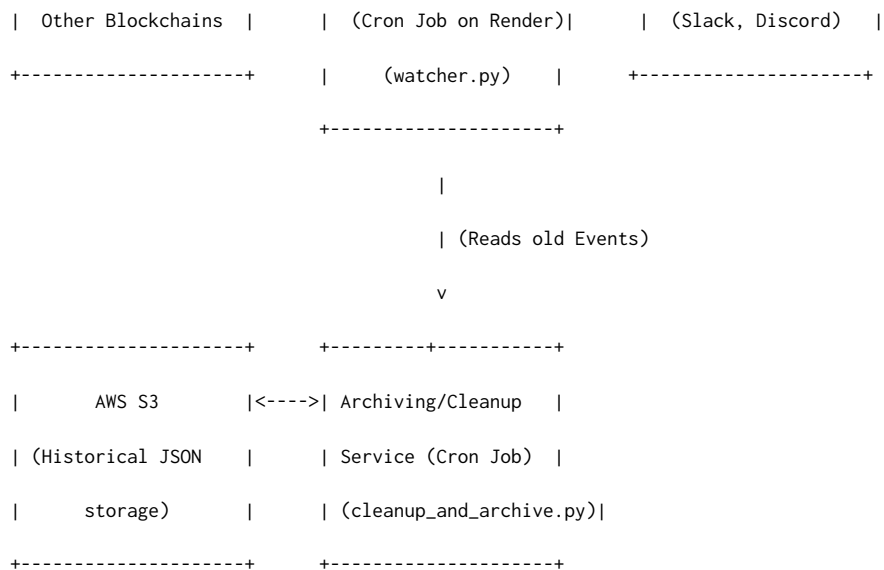 |  Other Blockchains  |      |  (Cron Job on Render)|      |  (Slack, Discord)   |
+---------------------+      |     (watcher.py)    |      +---------------------+
                             +---------------------+
                                        |
                                        | (Reads old Events)
                                        v
+---------------------+      +---------+-----------+
|       AWS S3        |<---->| Archiving/Cleanup   |
| (Historical JSON    |      | Service (Cron Job)  |
|      storage)       |      | (cleanup_and_archive.py)|
+---------------------+      +---------------------+